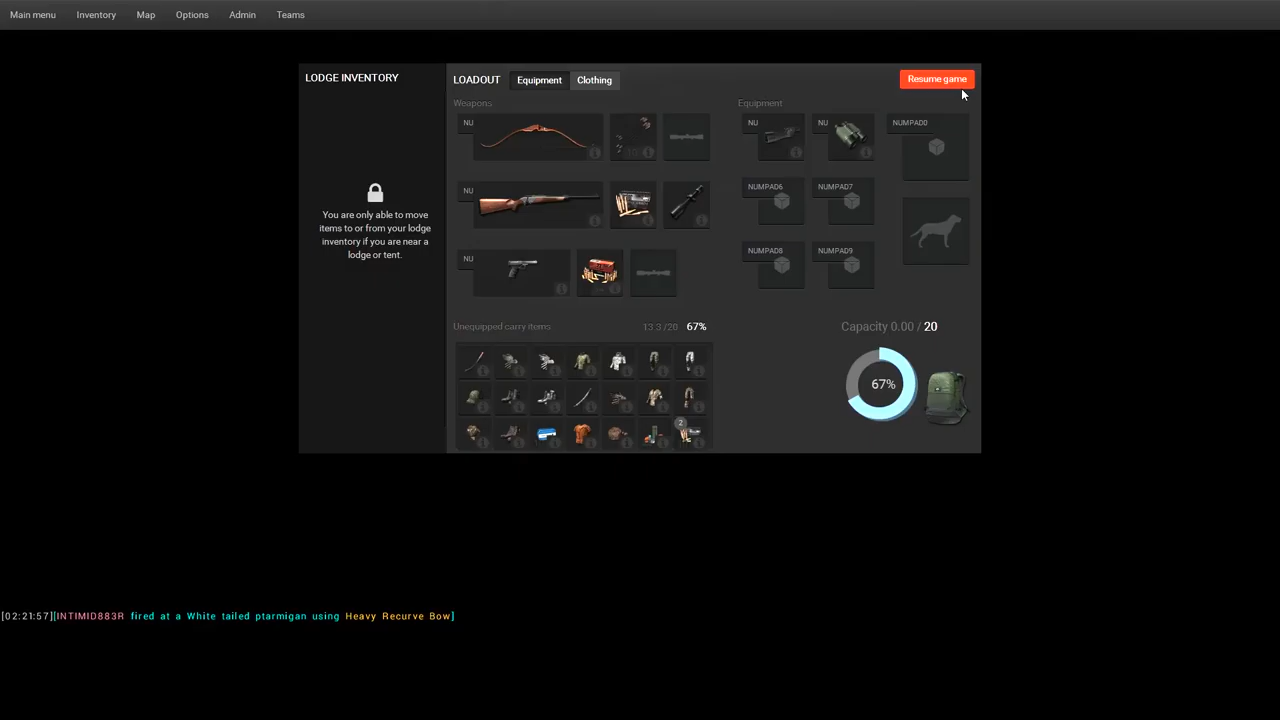 Main menu Inventory Map Options Admin Teams
LODGE INVENTORY
LOADOUT Equipment Clothing
Resume game
Weapons
Equipment
NU
NU
NU
NUMPAD0
NU
NUMPAD6
NUMPAD7
NU
NUMPAD8
NUMPAD9
You are only able to move
items to or from your lodge
inventory if you are near a
lodge or tent.
Unequipped carry items
13.3 /20 67%
Capacity 0.00 / 20
67%
2
[02:21:57][INTIMID883R fired at a White tailed ptarmigan using Heavy Recurve Bow]